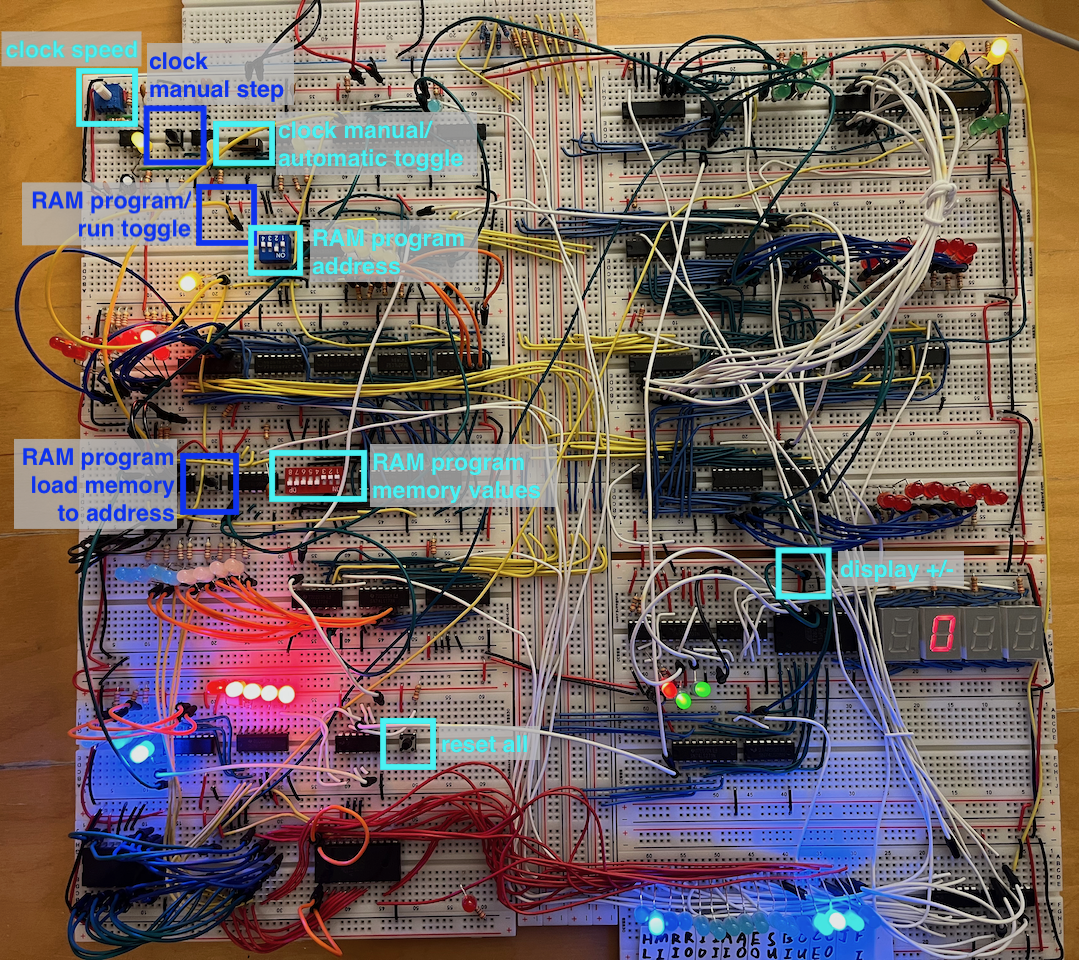 clock speed
clock
manual step
clock manual/
automatic toggle
RAM program/
run toggle
RAM program
address
RAM program
load memory
to address
RAM program
memory values
display +/-
0
reset all